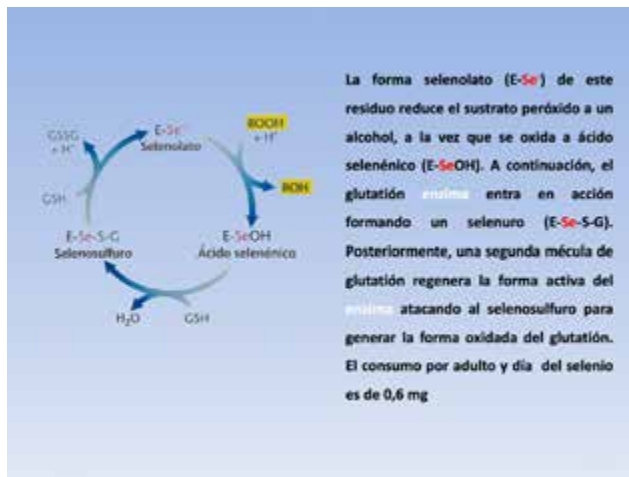 GSSG
+ H⁺
E-Se⁻
Selenolato
ROOH
+ H⁺
ROH
GSH
E-Se-S-G
Selenosulfuro
E-SeOH
Ácido selenénico
H₂O
GSH
La forma selenolato (E-Se⁻) de este
residuo reduce el sustrato peróxido a un
alcohol, a la vez que se oxida a ácido
selenénico (E-SeOH). A continuación, el
glutatión enzima entra en acción
formando un selenuro (E-Se-S-G).
Posteriormente, una segunda mécula de
glutatión regenera la forma activa del
enzima atacando al selenosulfuro para
generar la forma oxidada del glutatión.
El consumo por adulto y día del selenio
es de 0,6 mg